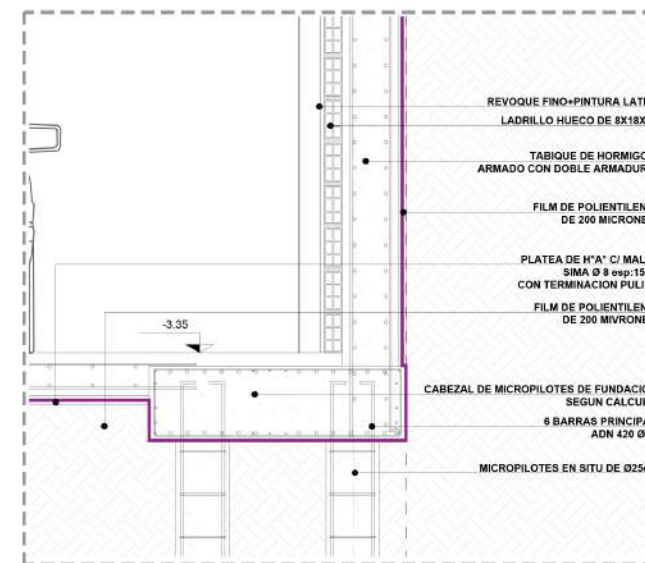 REVOQUE FINO+PINTURA LATE
LADRILLO HUECO DE 8X18X
TABIQUE DE HORMIGO
ARMADO CON DOBLE ARMADUR
FILM DE POLIENTILEN
DE 200 MICRONE
PLATEA DE H°A° C/ MAL
SIMA Ø 8 esp:15
CON TERMINACION PULI
FILM DE POLIENTILEN
DE 200 MIVRONE
-3.35
CABEZAL DE MICROPILOTES DE FUNDACIO
SEGUN CALCUL
6 BARRAS PRINCIPA
ADN 420 Ø
MICROPILOTES EN SITU DE Ø25